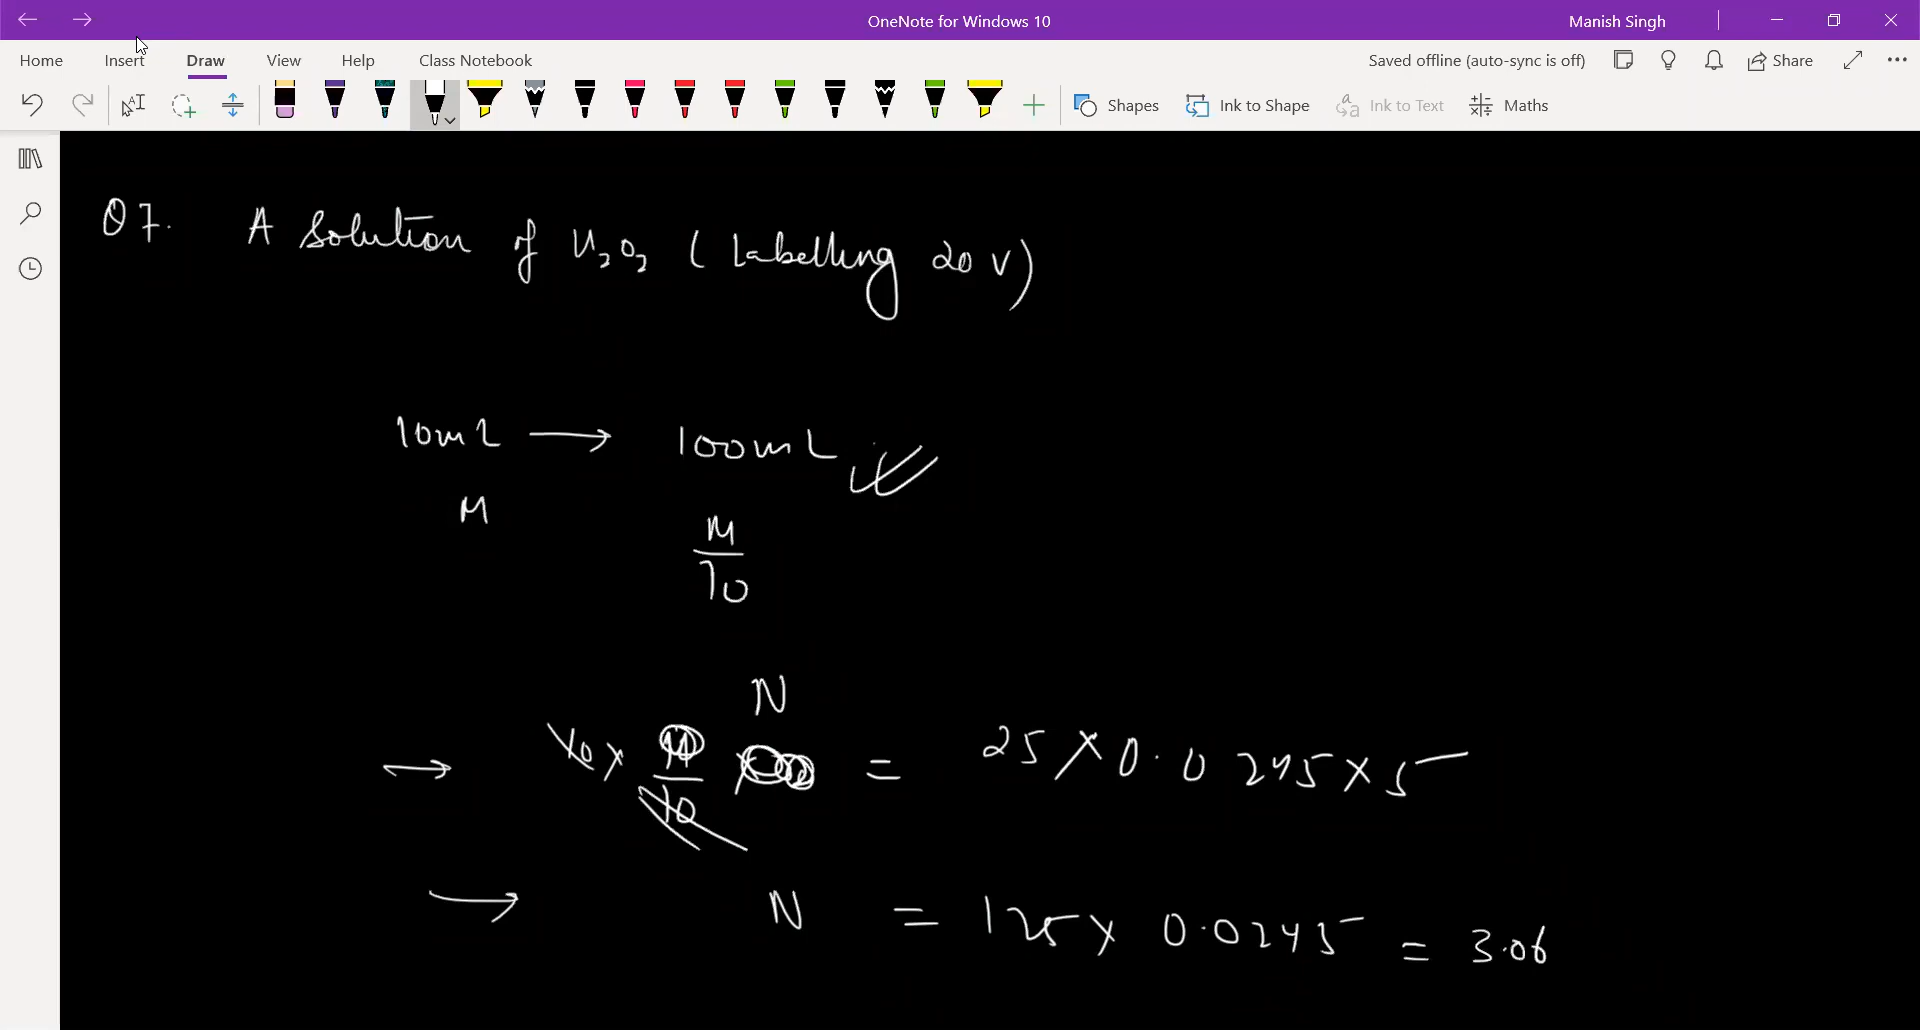 OneNote for Windows 10
Manish Singh
Home Insert Draw View Help Class Notebook
Saved offline (auto-sync is off) Share
Shapes Ink to Shape Ink to Text Maths
Q7. A solution of H₂O₂ (Labelling 20 V)
10mL → 100mL
M
M/10
N
→ 10 × M/10 = 25 × 0.0245 × 5
→ N = 125 × 0.0245 = 3.06